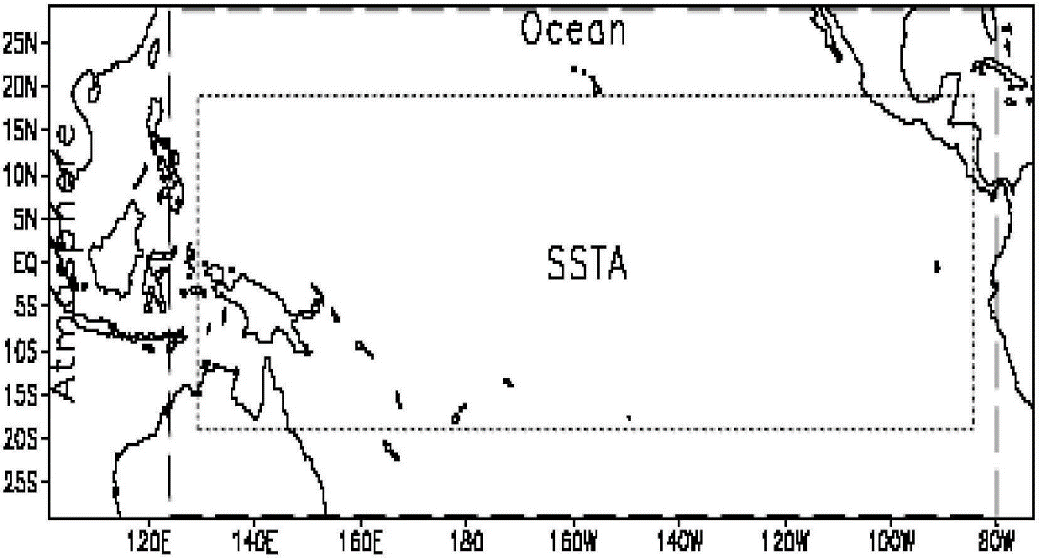 Ocean
25N
20N
15N
10N
5N
EQ
5S
10S
15S
20S
25S
Atmosphere
SSTA
120E 140E 160E 180 160W 140W 120W 100W 80W